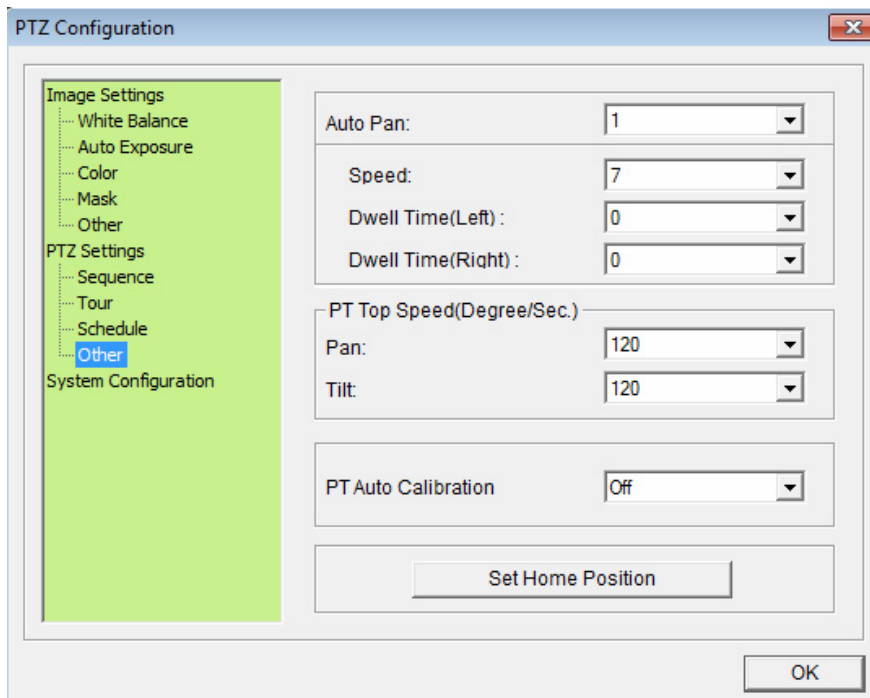 PTZ Configuration
Image Settings
White Balance
Auto Exposure
Color
Mask
Other
PTZ Settings
Sequence
Tour
Schedule
Other
System Configuration
Auto Pan: 1
Speed: 7
Dwell Time(Left) : 0
Dwell Time(Right) : 0
PT Top Speed(Degree/Sec.)
Pan: 120
Tilt: 120
PT Auto Calibration Off
Set Home Position
OK